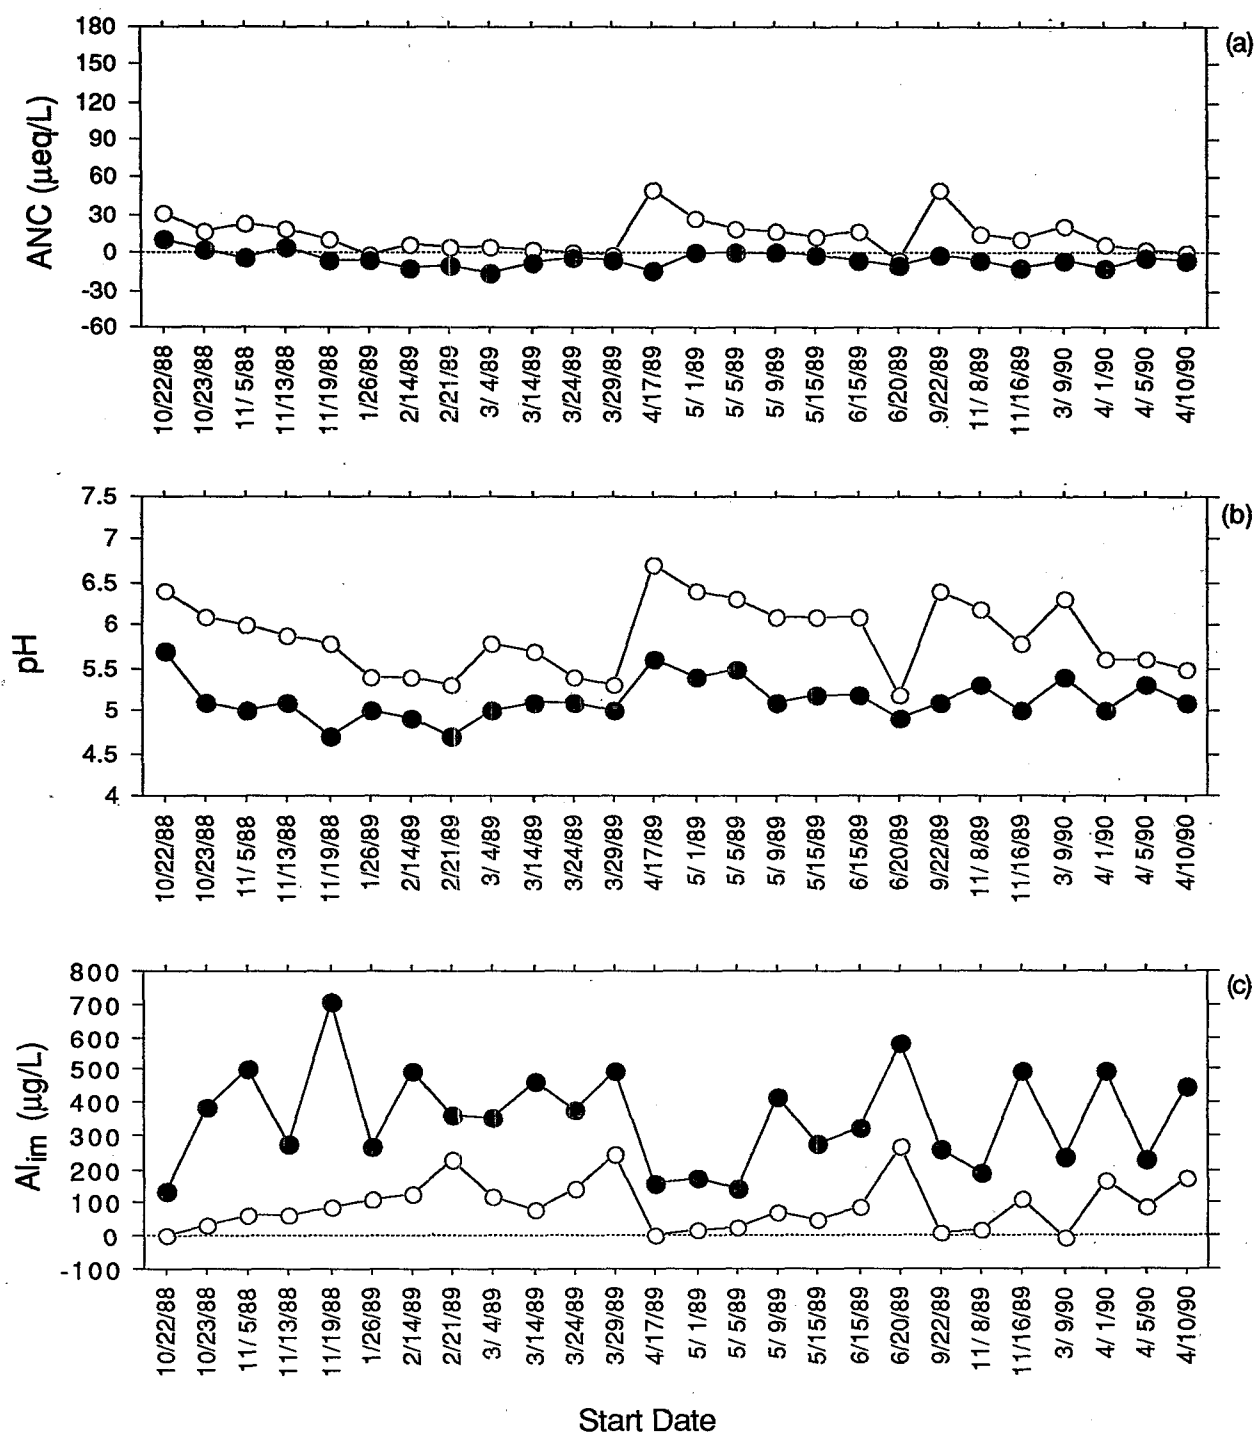 (a)
180
150
120
90
60
30
0
-30
-60
ANC (μeq/L)
10/22/88 10/23/88 11/ 5/88 11/13/88 11/19/88 1/26/89 2/14/89 2/21/89 3/ 4/89 3/14/89 3/24/89 3/29/89 4/17/89 5/ 1/89 5/ 5/89 5/ 9/89 5/15/89 6/15/89 6/20/89 9/22/89 11/ 8/89 11/16/89 3/ 9/90 4/ 1/90 4/ 5/90 4/10/90
(b)
7.5
7
6.5
6
5.5
5
4.5
4
pH
10/22/88 10/23/88 11/ 5/88 11/13/88 11/19/88 1/26/89 2/14/89 2/21/89 3/ 4/89 3/14/89 3/24/89 3/29/89 4/17/89 5/ 1/89 5/ 5/89 5/ 9/89 5/15/89 6/15/89 6/20/89 9/22/89 11/ 8/89 11/16/89 3/ 9/90 4/ 1/90 4/ 5/90 4/10/90
(c)
800
700
600
500
400
300
200
100
0
-100
Alim (μg/L)
10/22/88 10/23/88 11/ 5/88 11/13/88 11/19/88 1/26/89 2/14/89 2/21/89 3/ 4/89 3/14/89 3/24/89 3/29/89 4/17/89 5/ 1/89 5/ 5/89 5/ 9/89 5/15/89 6/15/89 6/20/89 9/22/89 11/ 8/89 11/16/89 3/ 9/90 4/ 1/90 4/ 5/90 4/10/90
Start Date